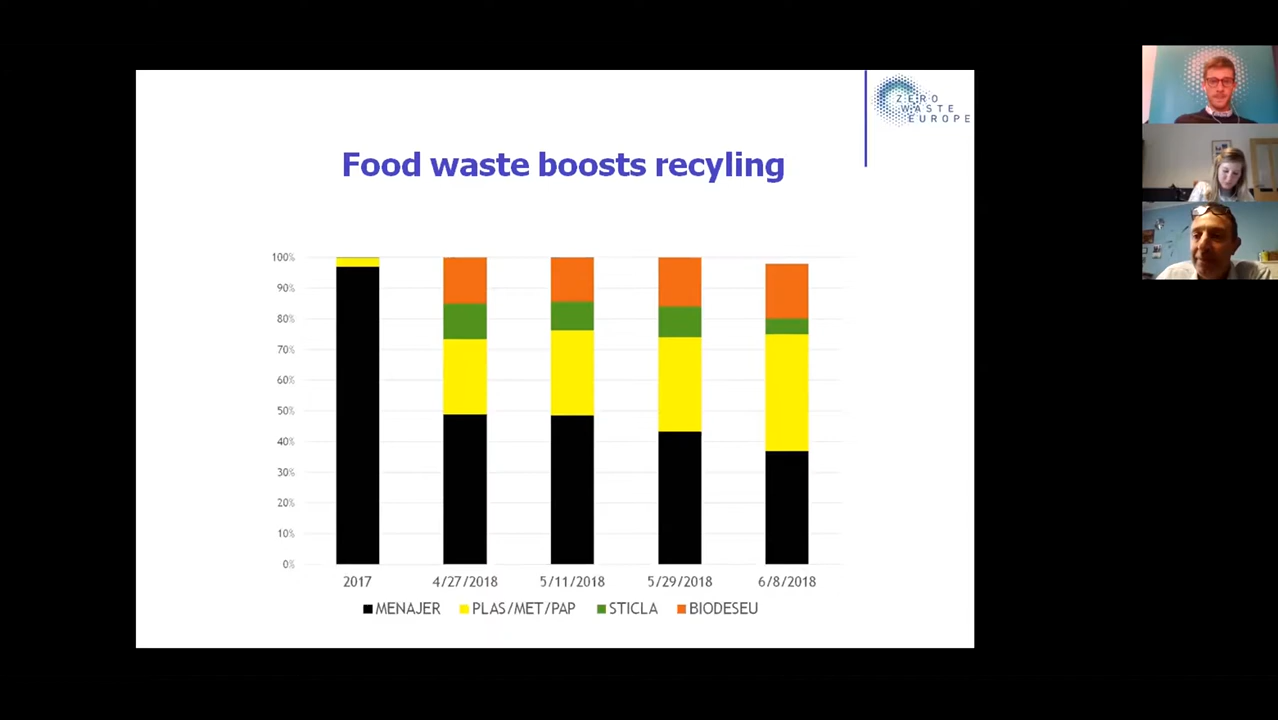 ZERO
WASTE
EUROPE
Food waste boosts recyling
100%
90%
80%
70%
60%
50%
40%
30%
20%
10%
0%
2017 4/27/2018 5/11/2018 5/29/2018 6/8/2018
MENAJER PLAS/MET/PAP STICLA BIODESEU